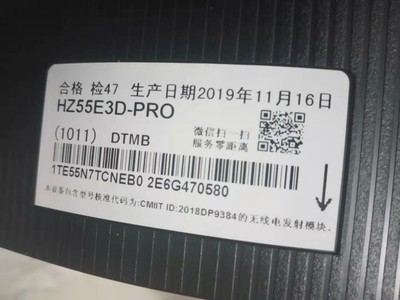 合格 检47 生产日期2019年11月16日
HZ55E3D-PRO
(1011) DTMB
微信扫一扫
服务零距离
1TE55N7TCNEB0 2E6G470580
本设备包含型号核准代码为:CMIIT ID:2018DP9384的无线电发射模块.